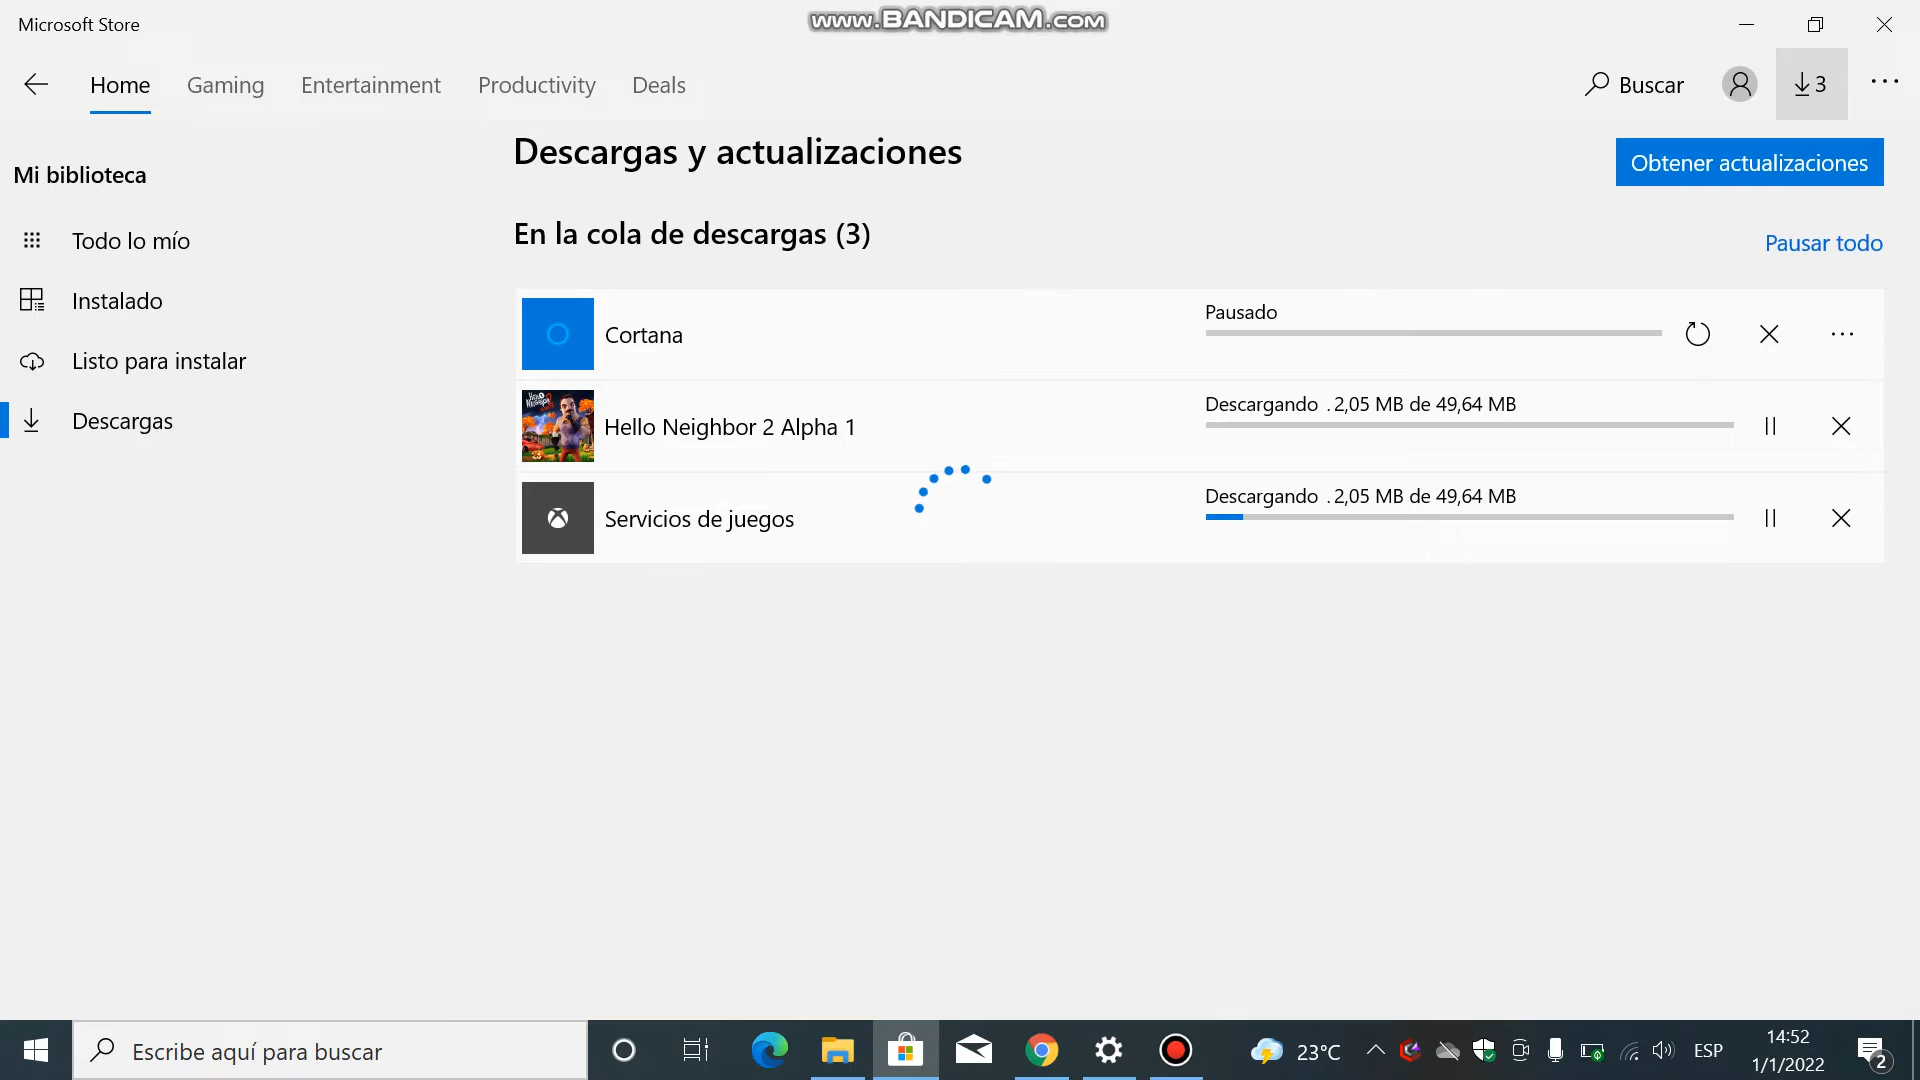 Microsoft Store
www.BANDICAM.com
Home
Gaming
Entertainment
Productivity
Deals
Buscar
3
Mi biblioteca
Todo lo mío
Instalado
Listo para instalar
Descargas
Descargas y actualizaciones
Obtener actualizaciones
En la cola de descargas (3)
Pausar todo
Cortana
Pausado
Hello Neighbor 2 Alpha 1
Descargando . 2,05 MB de 49,64 MB
Servicios de juegos
Descargando . 2,05 MB de 49,64 MB
Escribe aquí para buscar
23°C
ESP
14:52
1/1/2022
2